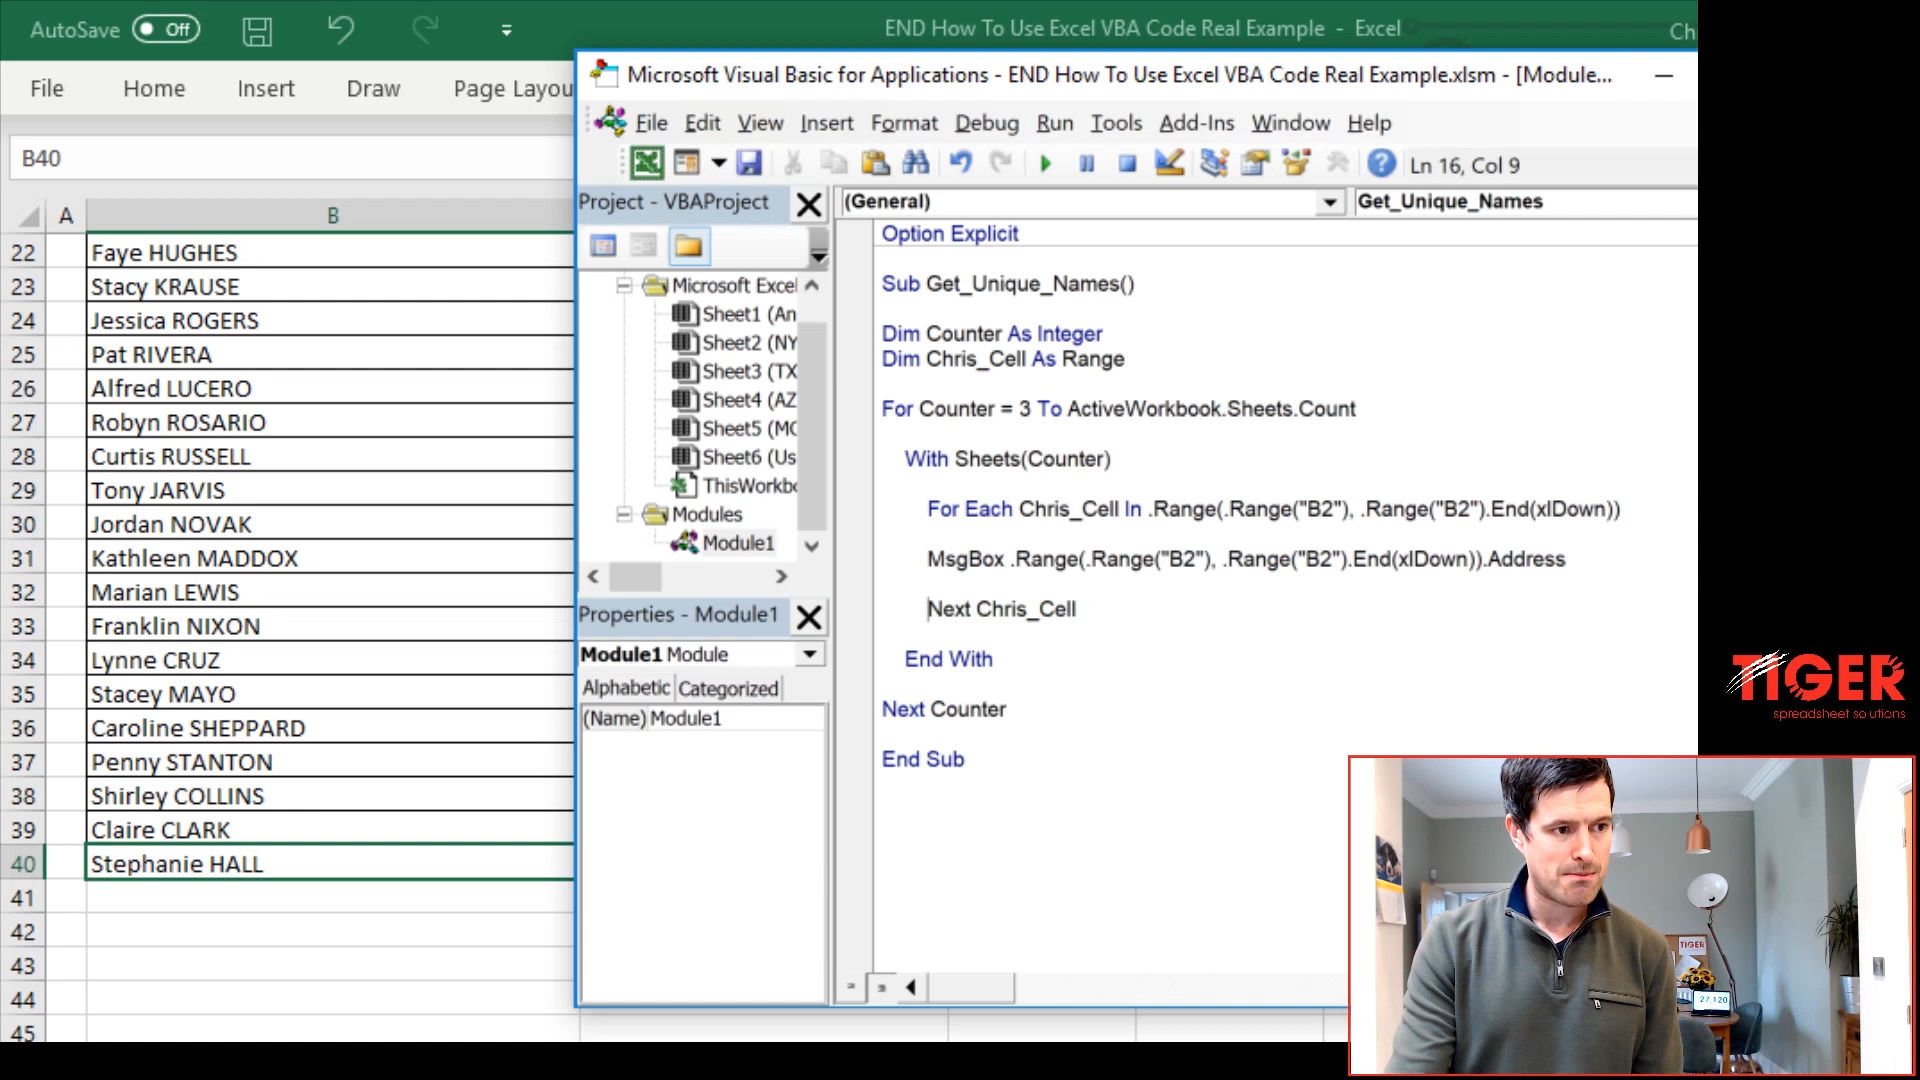 AutoSave Off
END How To Use Excel VBA Code Real Example - Excel
Ch
File Home Insert Draw Page Layou
B40
A B
22 Faye HUGHES
23 Stacy KRAUSE
24 Jessica ROGERS
25 Pat RIVERA
26 Alfred LUCERO
27 Robyn ROSARIO
28 Curtis RUSSELL
29 Tony JARVIS
30 Jordan NOVAK
31 Kathleen MADDOX
32 Marian LEWIS
33 Franklin NIXON
34 Lynne CRUZ
35 Stacey MAYO
36 Caroline SHEPPARD
37 Penny STANTON
38 Shirley COLLINS
39 Claire CLARK
40 Stephanie HALL
41
42
43
44
45
Microsoft Visual Basic for Applications - END How To Use Excel VBA Code Real Example.xlsm - [Module...
File Edit View Insert Format Debug Run Tools Add-Ins Window Help
Ln 16, Col 9
Project - VBAProject
Microsoft Excel
Sheet1 (An
Sheet2 (NY
Sheet3 (TX
Sheet4 (AZ
Sheet5 (MO
Sheet6 (Us
ThisWorkbo
Modules
Module1
Properties - Module1
Module1 Module
Alphabetic Categorized
(Name) Module1
(General) Get_Unique_Names
Option Explicit
Sub Get_Unique_Names()
Dim Counter As Integer
Dim Chris_Cell As Range
For Counter = 3 To ActiveWorkbook.Sheets.Count
With Sheets(Counter)
For Each Chris_Cell In .Range(.Range("B2"), .Range("B2").End(xlDown))
MsgBox .Range(.Range("B2"), .Range("B2").End(xlDown)).Address
Next Chris_Cell
End With
Next Counter
End Sub
TIGER
spreadsheet solutions
TIGER
27,120